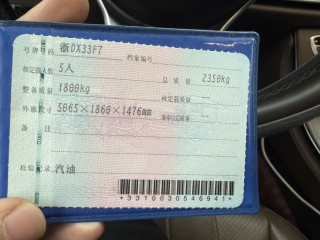 号牌号码 浙DX33F7 档案编号
核定载人数 5人 总质量 2350kg
整备质量 1800kg 核定载质量
外廓尺寸 5065×1860×1476mm 准牵引总质量
备注
检验记录 汽油
*3310030546941*